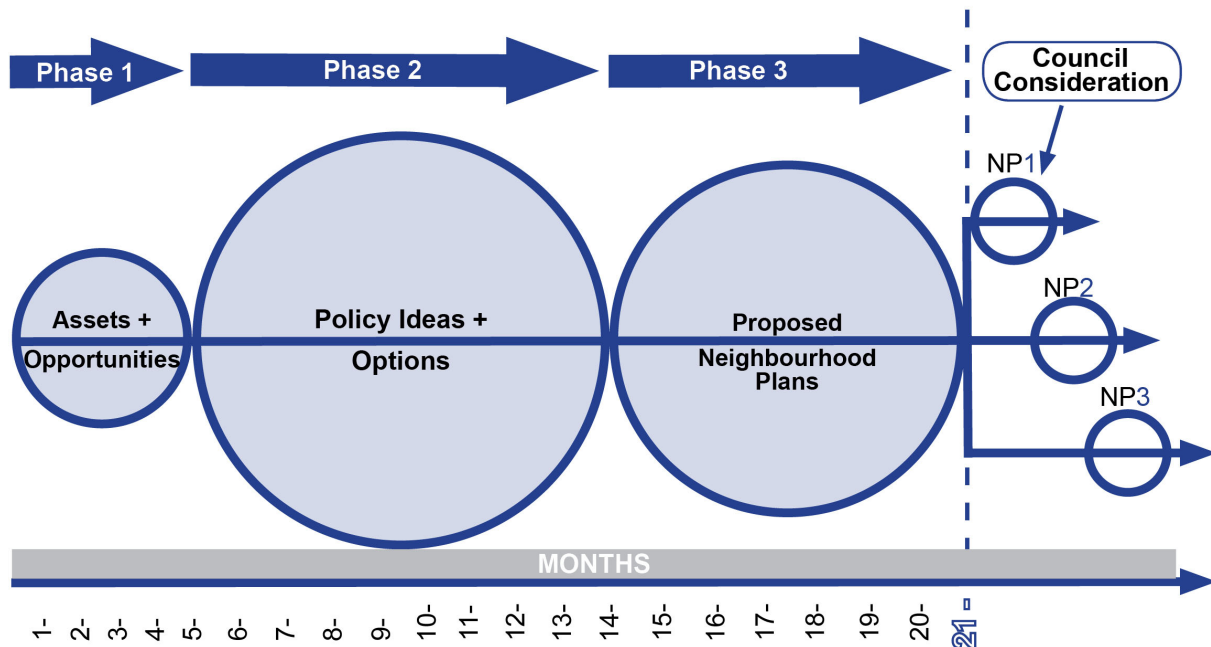 Phase 1
Phase 2
Phase 3
Council
Consideration
NP1
NP2
NP3
Assets +
Opportunities
Policy Ideas +
Options
Proposed
Neighbourhood
Plans
MONTHS
1-
2-
3-
4-
5-
6-
7-
8-
9-
10-
11-
12-
13-
14-
15-
16-
17-
18-
19-
20-
21-